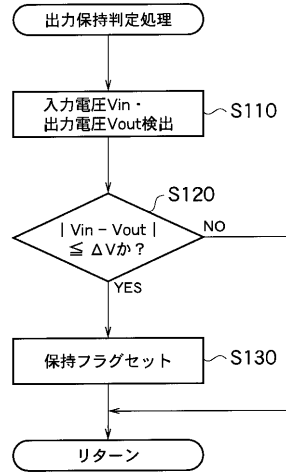 出力保持判定処理
入力電圧Vin・
出力電圧Vout検出
S110
S120
| Vin − Vout |
≦ ΔVか？
NO
YES
保持フラグセット
S130
リターン